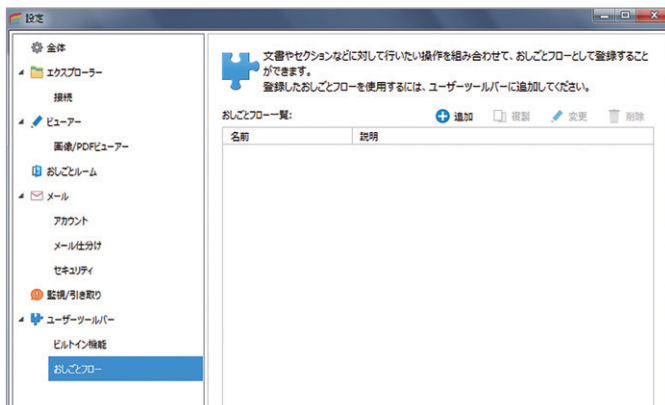 設定
全体
エクスプローラー
接続
ビューアー
画像/PDFビューアー
おしごとルーム
メール
アカウント
メール仕分け
セキュリティ
監視/引き取り
ユーザーツールバー
ビルトイン機能
おしごとフロー
文書やセクションなどに対して行いたい操作を組み合わせて、おしごとフローとして登録すること
ができます。
登録したおしごとフローを使用するには、ユーザーツールバーに追加してください。
おしごとフロー一覧:
追加 複製 変更 削除
名前 説明